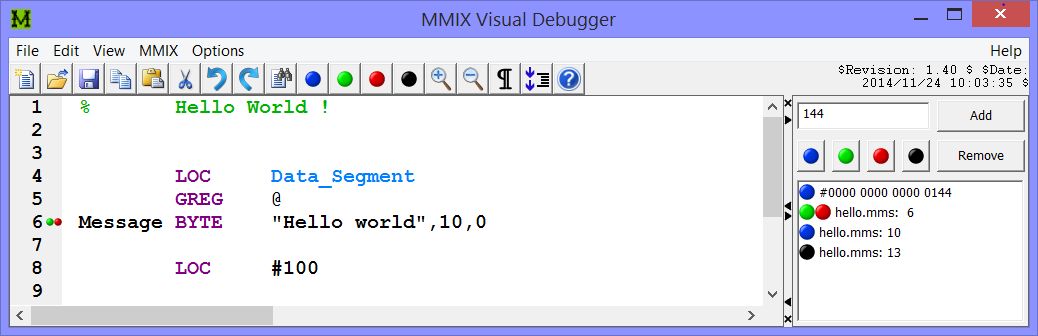 M MMIX Visual Debugger
File Edit View MMIX Options Help
$Revision: 1.40 $ $Date:
2014/11/24 10:03:35 $
1 % Hello World !
2
3
4 LOC Data_Segment
5 GREG @
6 Message BYTE "Hello world",10,0
7
8 LOC #100
9
144 Add
Remove
#0000 0000 0000 0144
hello.mms: 6
hello.mms: 10
hello.mms: 13